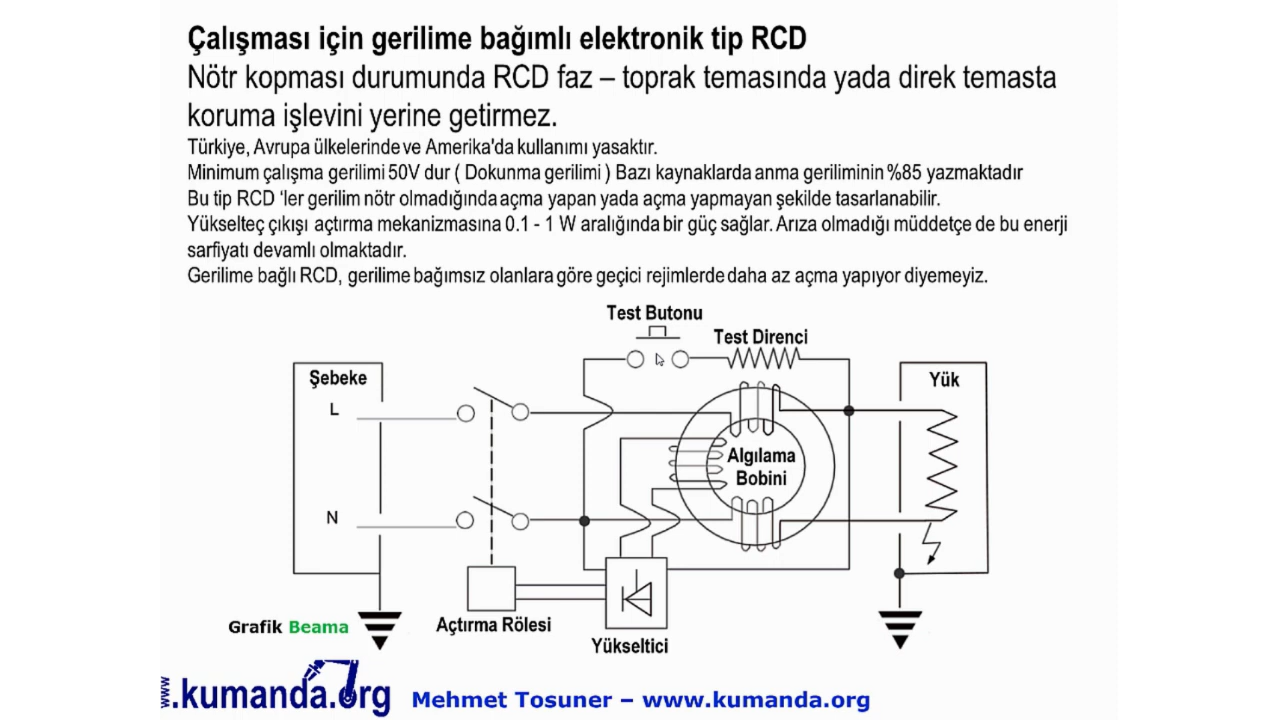 Çalışması için gerilime bağımlı elektronik tip RCD
Nötr kopması durumunda RCD faz – toprak temasında yada direk temasta
koruma işlevini yerine getirmez.
Türkiye, Avrupa ülkelerinde ve Amerika'da kullanımı yasaktır.
Minimum çalışma gerilimi 50V dur ( Dokunma gerilimi ) Bazı kaynaklarda anma geriliminin %85 yazmaktadır
Bu tip RCD ‘ler gerilim nötr olmadığında açma yapan yada açma yapmayan şekilde tasarlanabilir.
Yükselteç çıkışı açtırma mekanizmasına 0.1 - 1 W aralığında bir güç sağlar. Arıza olmadığı müddetçe de bu enerji
sarfiyatı devamlı olmaktadır.
Gerilime bağlı RCD, gerilime bağımsız olanlara göre geçici rejimlerde daha az açma yapıyor diyemeyiz.
Test Butonu
Test Direnci
Şebeke
Yük
L
Algılama
Bobini
N
Açtırma Rölesi
Grafik Beama
Yükseltici
www.kumanda.org
Mehmet Tosuner – www.kumanda.org